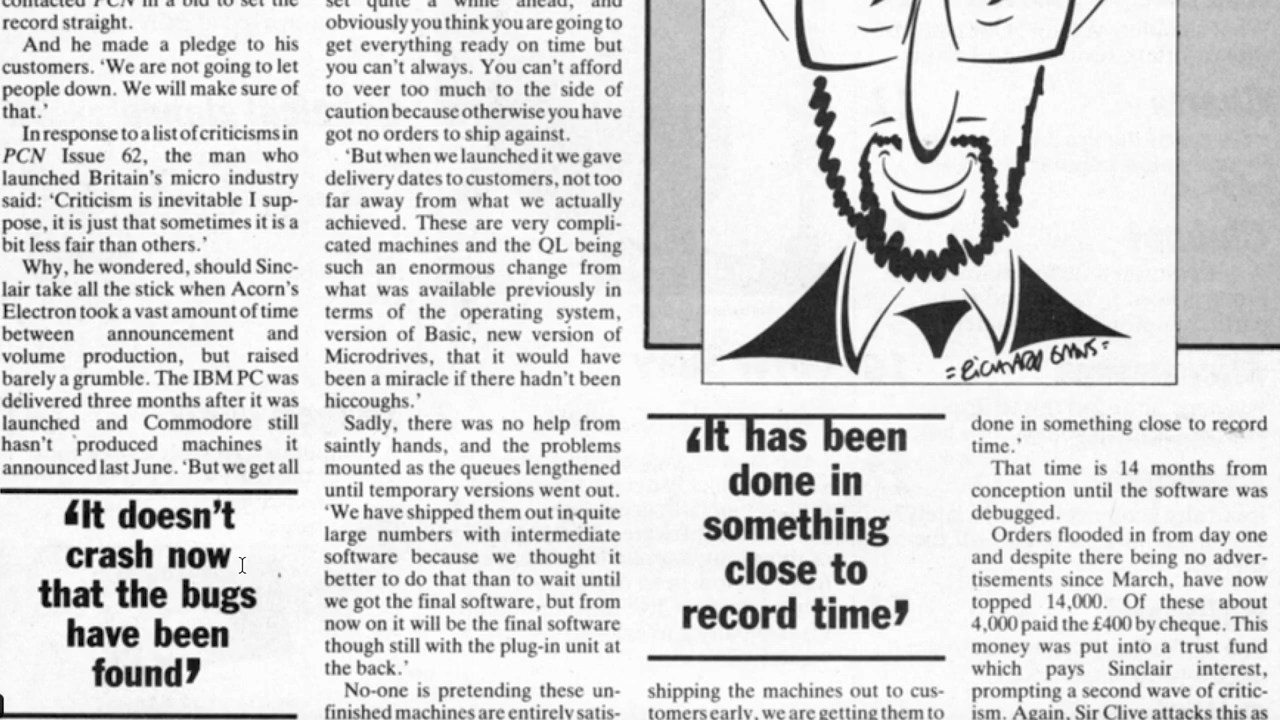 contacted PCN in a bid to set the
record straight.
And he made a pledge to his
customers. ‘We are not going to let
people down. We will make sure of
that.’
In response to a list of criticisms in
PCN Issue 62, the man who
launched Britain’s micro industry
said: ‘Criticism is inevitable I sup-
pose, it is just that sometimes it is a
bit less fair than others.’
Why, he wondered, should Sinc-
lair take all the stick when Acorn’s
Electron took a vast amount of time
between announcement and
volume production, but raised
barely a grumble. The IBM PC was
delivered three months after it was
launched and Commodore still
hasn’t produced machines it
announced last June. ‘But we get all
‘It doesn’t
crash now
that the bugs
have been
found’
set quite a while ahead, and
obviously you think you are going to
get everything ready on time but
you can’t always. You can’t afford
to veer too much to the side of
caution because otherwise you have
got no orders to ship against.
‘But when we launched it we gave
delivery dates to customers, not too
far away from what we actually
achieved. These are very compli-
cated machines and the QL being
such an enormous change from
what was available previously in
terms of the operating system,
version of Basic, new version of
Microdrives, that it would have
been a miracle if there hadn’t been
hiccoughs.’
Sadly, there was no help from
saintly hands, and the problems
mounted as the queues lengthened
until temporary versions went out.
‘We have shipped them out in quite
large numbers with intermediate
software because we thought it
better to do that than to wait until
we got the final software, but from
now on it will be the final software
though still with the plug-in unit at
the back.’
No-one is pretending these un-
finished machines are entirely satis-
=RICHARD
‘It has been
done in
something
close to
record time’
shipping the machines out to cus-
tomers early, we are getting them to
done in something close to record
time.’
That time is 14 months from
conception until the software was
debugged.
Orders flooded in from day one
and despite there being no adver-
tisements since March, have now
topped 14,000. Of these about
4,000 paid the £400 by cheque. This
money was put into a trust fund
which pays Sinclair interest,
prompting a second wave of critic-
ism. Again, Sir Clive attacks this as